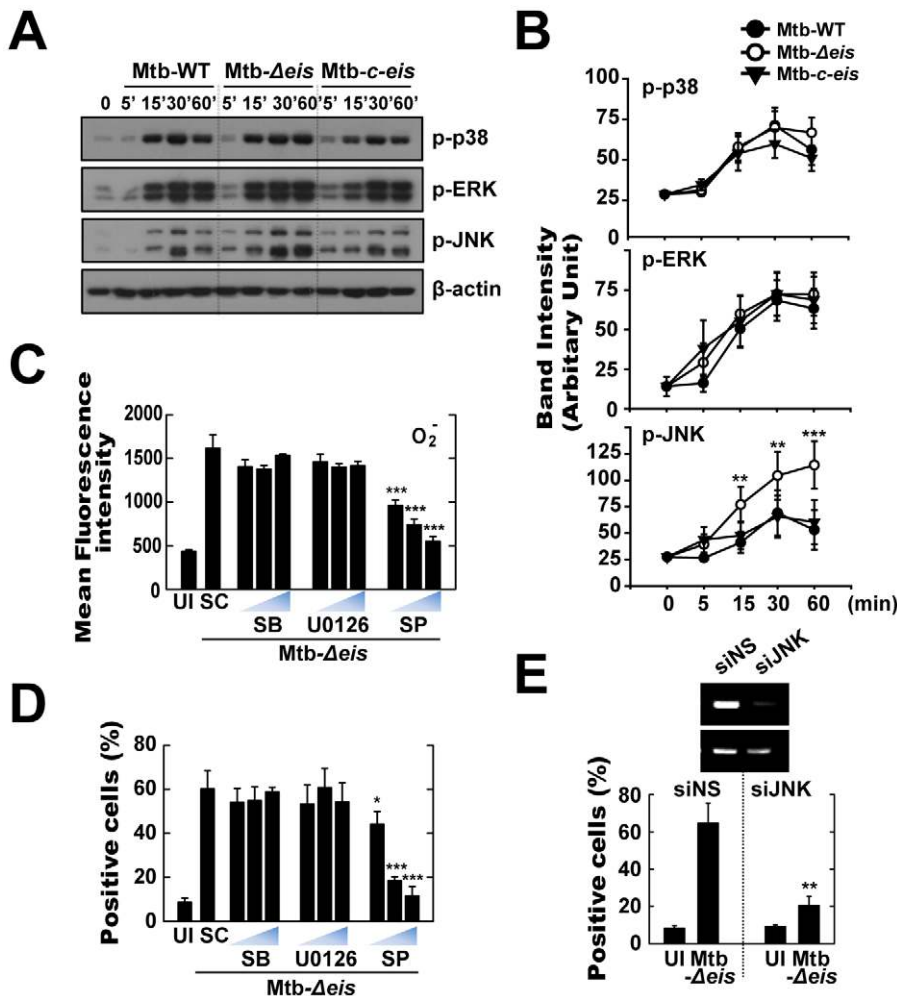 A
Mtb-WT Mtb-Δeis Mtb-c-eis
0 5' 15' 30' 60' 5' 15' 30' 60' 5' 15' 30' 60'
p-p38
p-ERK
p-JNK
β-actin
B
Mtb-WT
Mtb-Δeis
Mtb-c-eis
Band Intensity
(Arbitary Unit)
p-p38
100
75
50
25
p-ERK
75
50
25
0
p-JNK
125
100
75
50
25
0
** ** ***
0 5 15 30 60 (min)
C
Mean Fluorescence
intensity
2000
1500
1000
500
0
O2-
*** *** ***
UI SC
SB U0126 SP
Mtb-Δeis
D
Positive cells (%)
80
60
40
20
0
* *** ***
UI SC
SB U0126 SP
Mtb-Δeis
E
siNS siJNK
Positive cells (%)
80
60
40
20
0
siNS siJNK
**
UI Mtb UI Mtb
-Δeis -Δeis